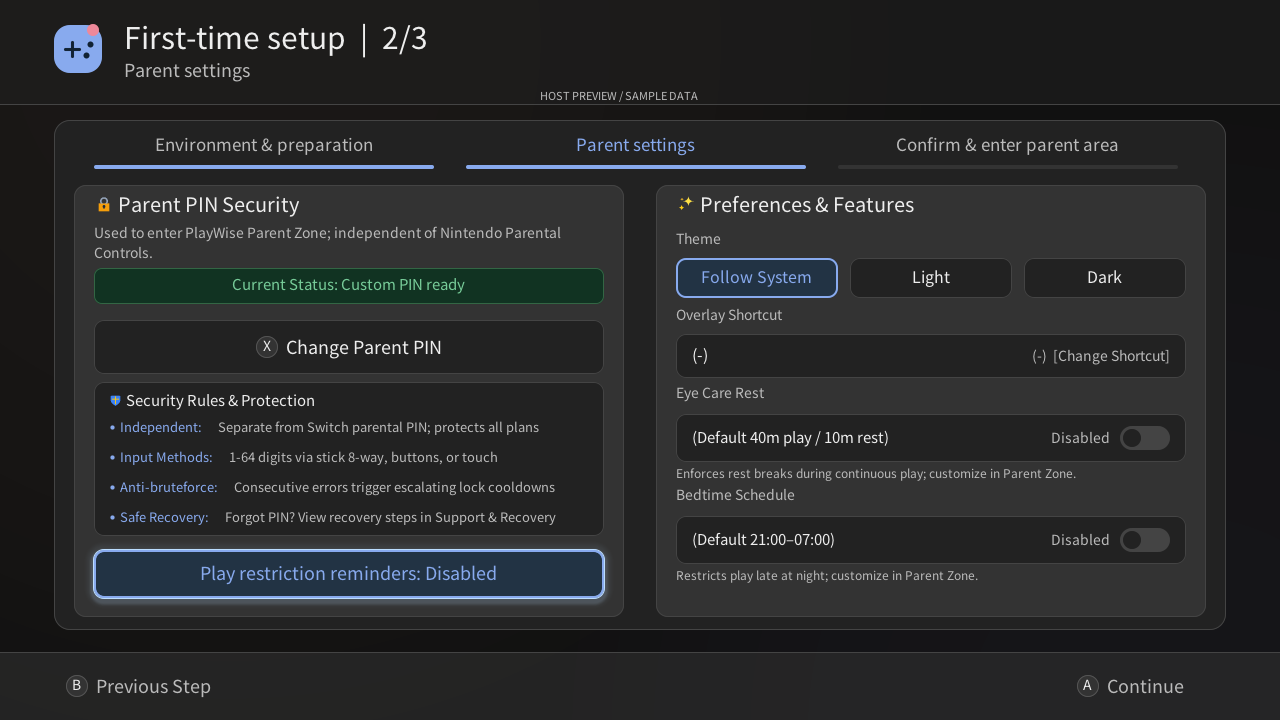 First-time setup | 2/3
Parent settings
HOST PREVIEW / SAMPLE DATA
Environment & preparation
Parent settings
Confirm & enter parent area
Parent PIN Security
Used to enter PlayWise Parent Zone; independent of Nintendo Parental
Controls.
Current Status: Custom PIN ready
X Change Parent PIN
Security Rules & Protection
• Independent: Separate from Switch parental PIN; protects all plans
• Input Methods: 1-64 digits via stick 8-way, buttons, or touch
• Anti-bruteforce: Consecutive errors trigger escalating lock cooldowns
• Safe Recovery: Forgot PIN? View recovery steps in Support & Recovery
Play restriction reminders: Disabled
Preferences & Features
Theme
Follow System
Light
Dark
Overlay Shortcut
(-)
(-) [Change Shortcut]
Eye Care Rest
(Default 40m play / 10m rest)
Disabled
Enforces rest breaks during continuous play; customize in Parent Zone.
Bedtime Schedule
(Default 21:00–07:00)
Disabled
Restricts play late at night; customize in Parent Zone.
B Previous Step
A Continue